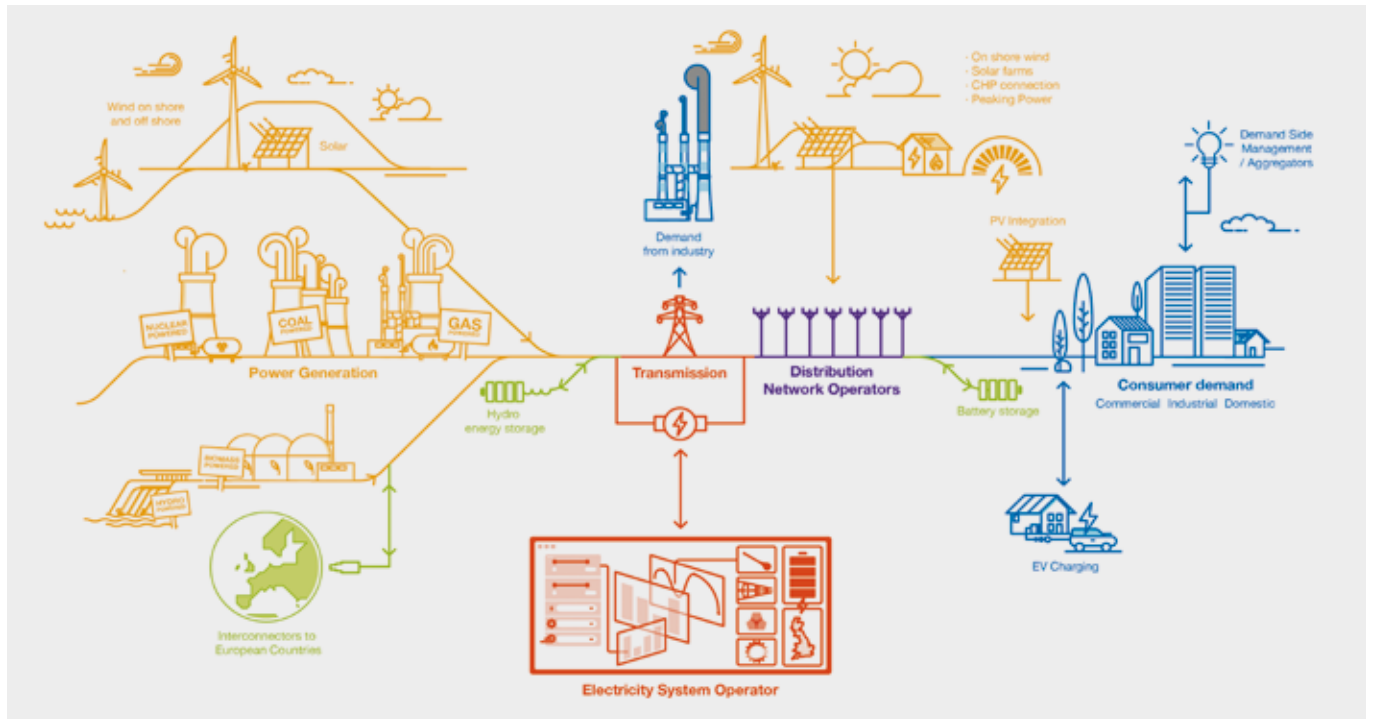 Wind on shore
and off shore
Solar
NUCLEAR
POWERED
COAL
POWERED
GAS
POWERED
Power Generation
BIOMASS
POWERED
HYDRO
POWERED
Interconnectors to
European Countries
Hydro
energy storage
Demand
from industry
Transmission
Electricity System Operator
- On shore wind
- Solar farms
- CHP connection
- Peaking Power
Distribution
Network Operators
PV Integration
Battery storage
Demand Side
Management
/ Aggregators
Consumer demand
Commercial Industrial Domestic
EV Charging